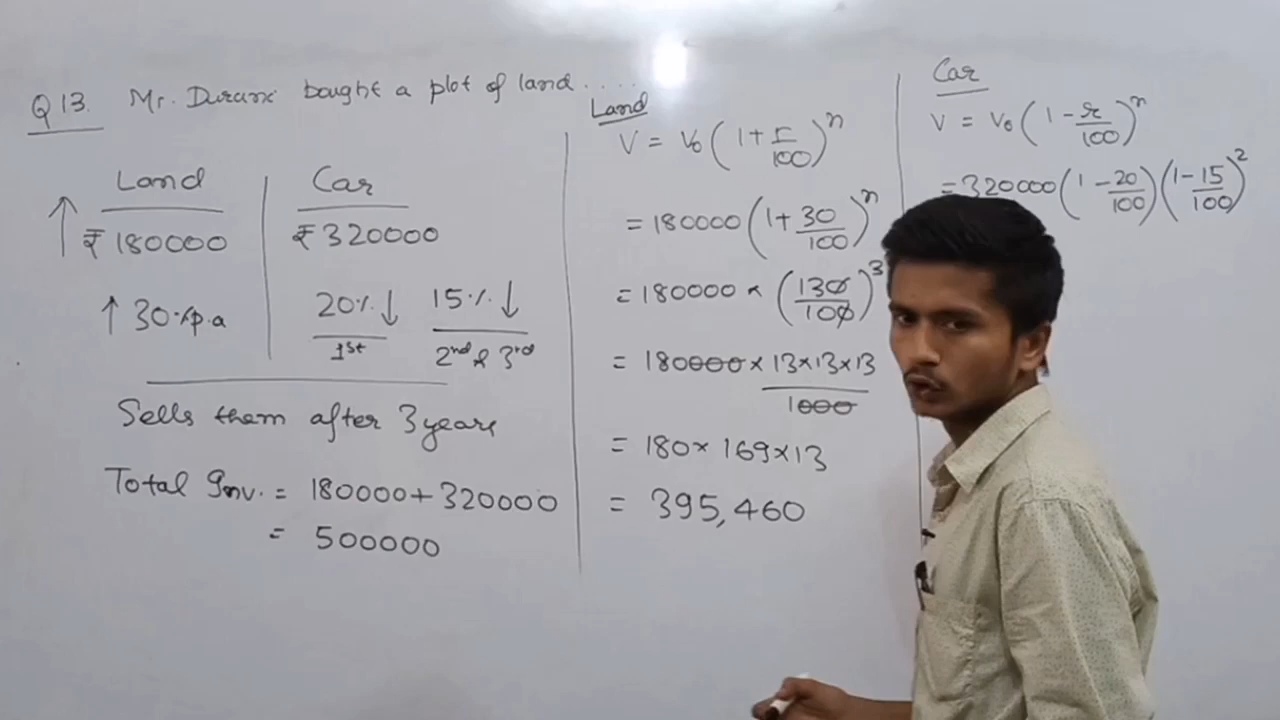 Q 13. Mr. Durani bought a plot of land.....
Land | Car
↑ ₹ 180000 | ₹ 320000
↑ 30% p.a | 20% ↓ 15% ↓
1st 2nd & 3rd
Sells them after 3 years
Total Inv. = 180000 + 320000
= 500000
Land
V = V₀ (1 + r/100)ⁿ
= 180000 (1 + 30/100)ⁿ
= 180000 × (130/100)³
= 180000 × 13×13×13/1000
= 180 × 169 × 13
= 395,460
Car
V = V₀ (1 - r/100)ⁿ
= 320000 (1 - 20/100) (1 - 15/100)²